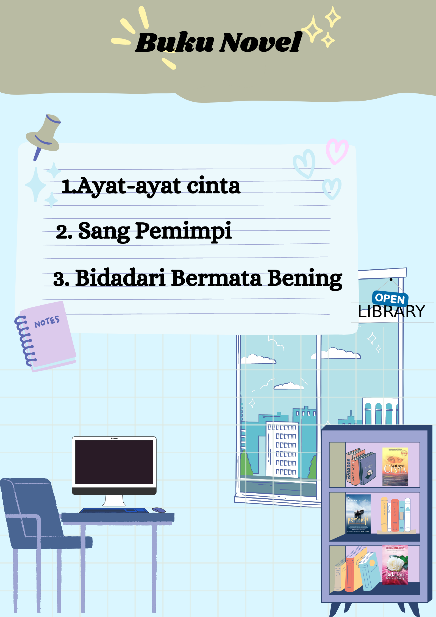 Buku Novel
1.Ayat-ayat cinta
2. Sang Pemimpi
3. Bidadari Bermata Bening
OPEN
LIBRARY
NOTES